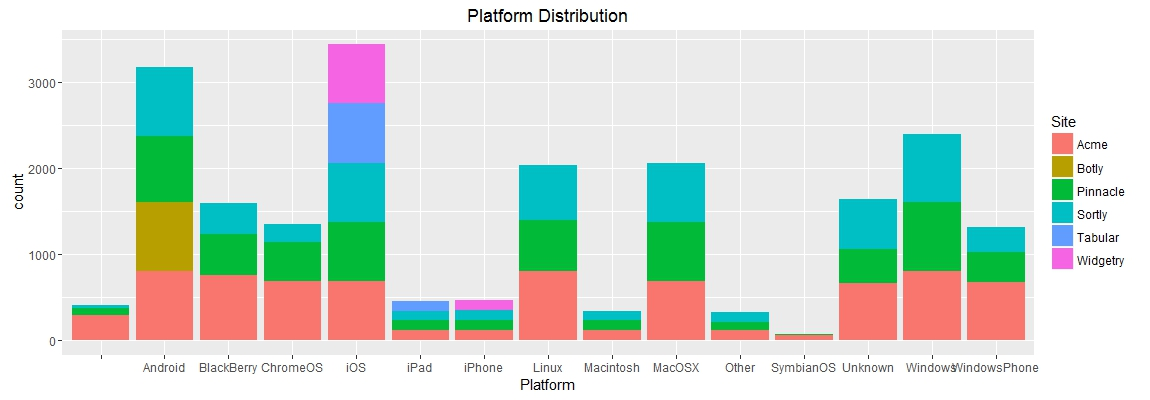 Platform Distribution
3000
2000
1000
0
count
Android BlackBerry ChromeOS iOS iPad iPhone Linux Macintosh MacOSX Other SymbianOS Unknown Windows WindowsPhone
Platform
Site
Acme
Botly
Pinnacle
Sortly
Tabular
Widgetry